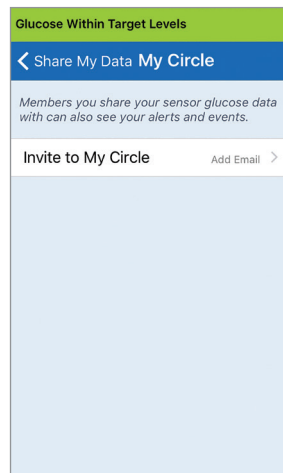 Glucose Within Target Levels
Share My Data My Circle
Members you share your sensor glucose data
with can also see your alerts and events.
Invite to My Circle Add Email